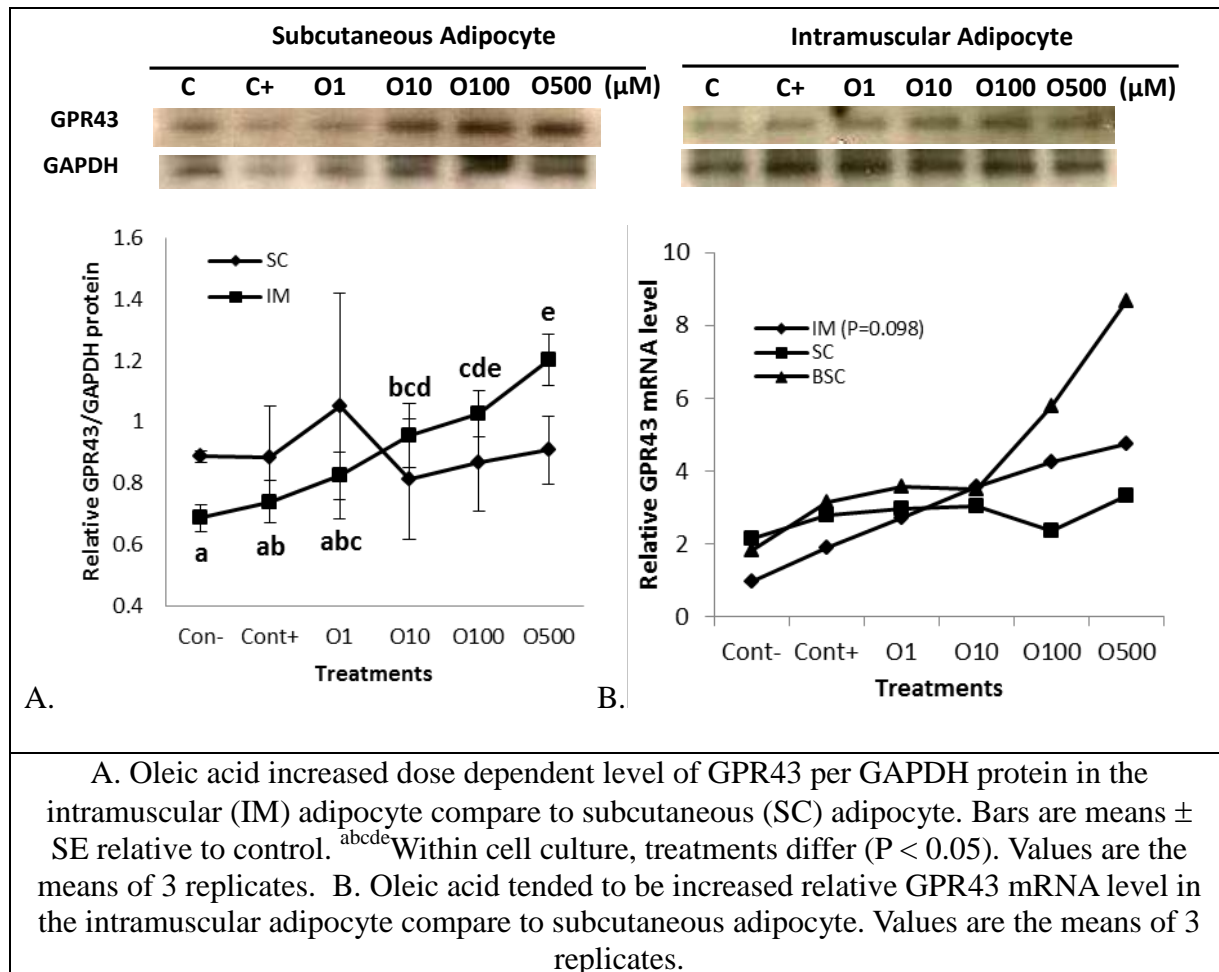 Subcutaneous Adipocyte
Intramuscular Adipocyte
C C+ O1 O10 O100 O500 (μM)
C C+ O1 O10 O100 O500 (μM)
GPR43
GAPDH
1.6
1.4
1.2
1
0.8
0.6
0.4
Relative GPR43/GAPDH protein
SC
IM
a
ab
abc
bcd
cde
e
Con- Cont+ O1 O10 O100 O500
Treatments
A.
10
8
6
4
2
0
Relative GPR43 mRNA level
IM (P=0.098)
SC
BSC
Cont- Cont+ O1 O10 O100 O500
Treatments
B.
A. Oleic acid increased dose dependent level of GPR43 per GAPDH protein in the
intramuscular (IM) adipocyte compare to subcutaneous (SC) adipocyte. Bars are means ±
SE relative to control. abcdeWithin cell culture, treatments differ (P < 0.05). Values are the
means of 3 replicates. B. Oleic acid tended to be increased relative GPR43 mRNA level in
the intramuscular adipocyte compare to subcutaneous adipocyte. Values are the means of 3
replicates.